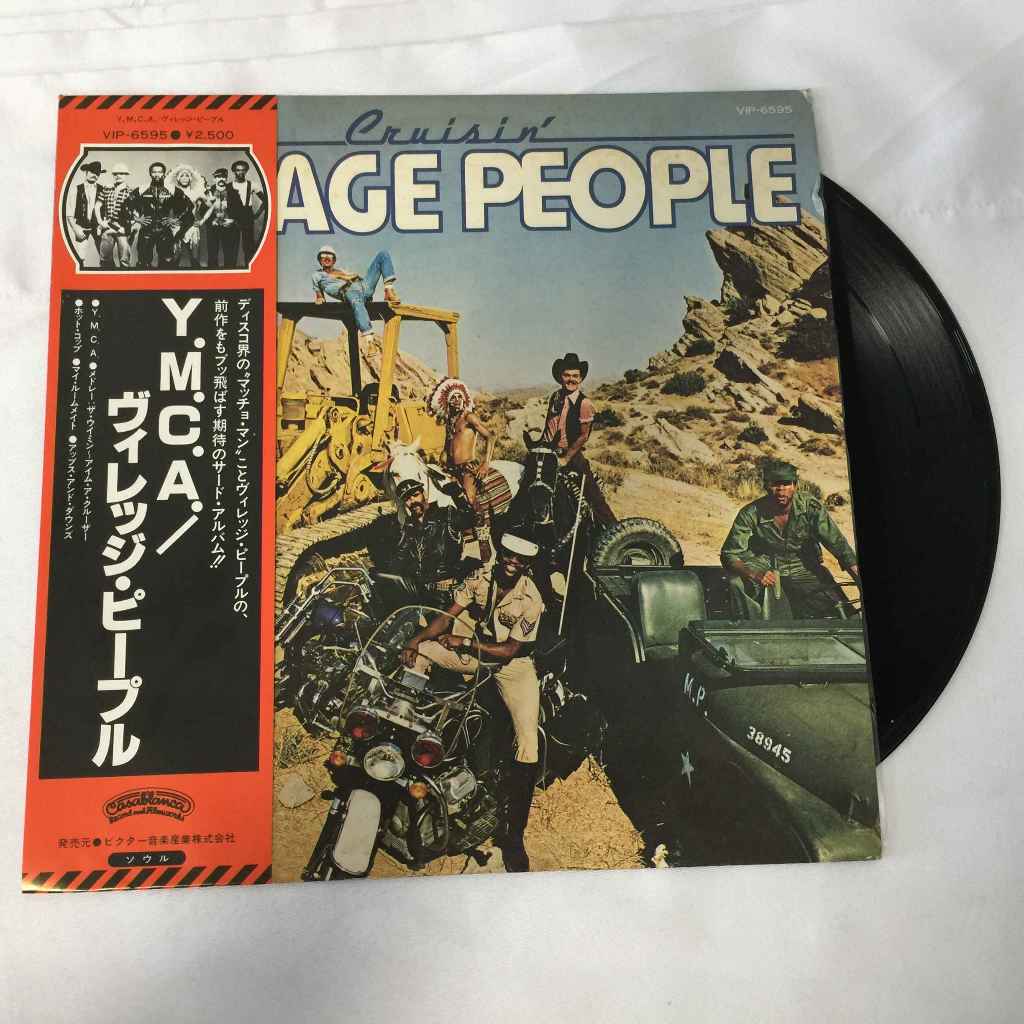 Y.M.C.A./ヴィレッジ・ピープル
VIP-6595●¥2,500
Y.M.C.A./
ヴィレッジ・ピープル
ディスコ界の"マッチョ・マン"ことヴィレッジ・ピープルの、
前作をもブッ飛ばす期待のサード・アルバム!!
●Y.M.C.A.●メドレー:ザ・ウイミン〜アイム・ア・クルーザー
●ホット・コップ●マイ・ルームメイト●アップス・アンド・ダウンズ
Casablanca
Record and Filmworks
発売元●ビクター音楽産業株式会社
ソウル
VIP-6595
Cruisin'
AGE PEOPLE
M.P
38945